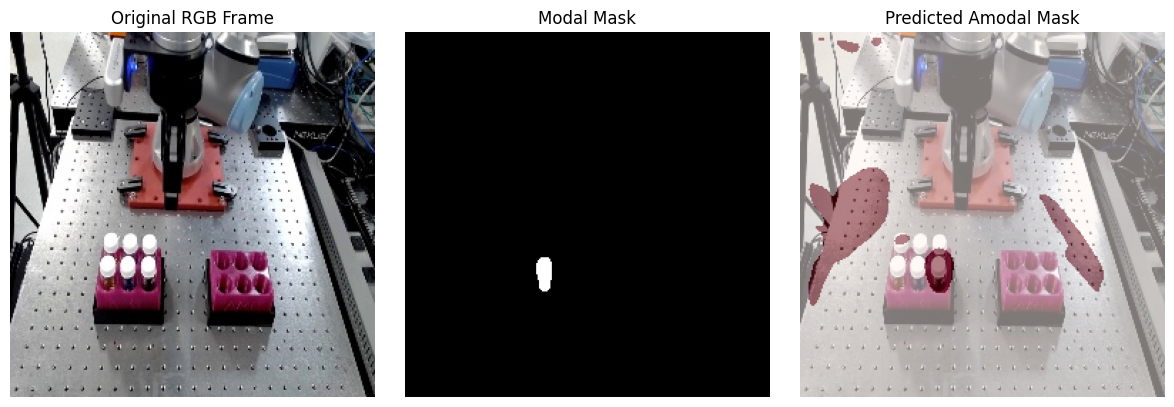 Original RGB Frame
Modal Mask
Predicted Amodal Mask